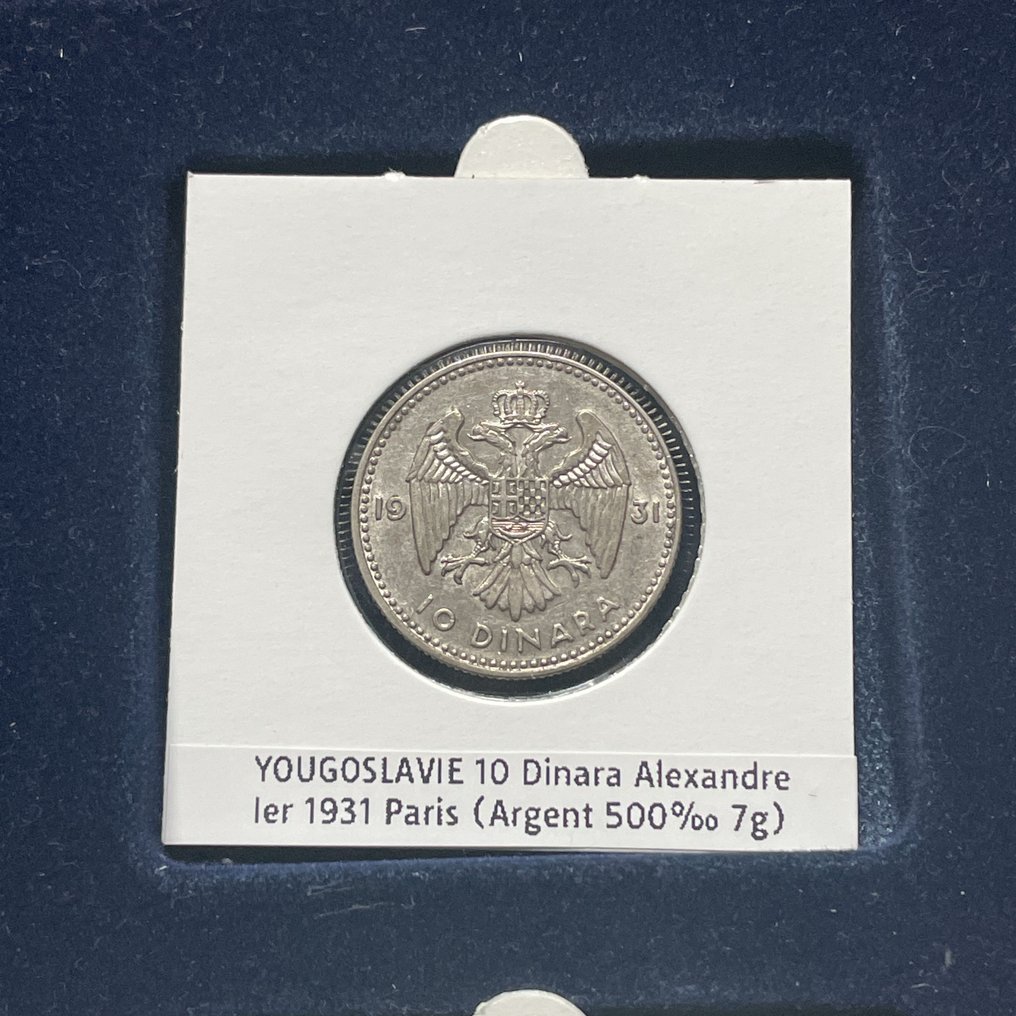 19 31
10 DINARA
YOUGOSLAVIE 10 Dinara Alexandre
Ier 1931 Paris (Argent 500‰ 7g)